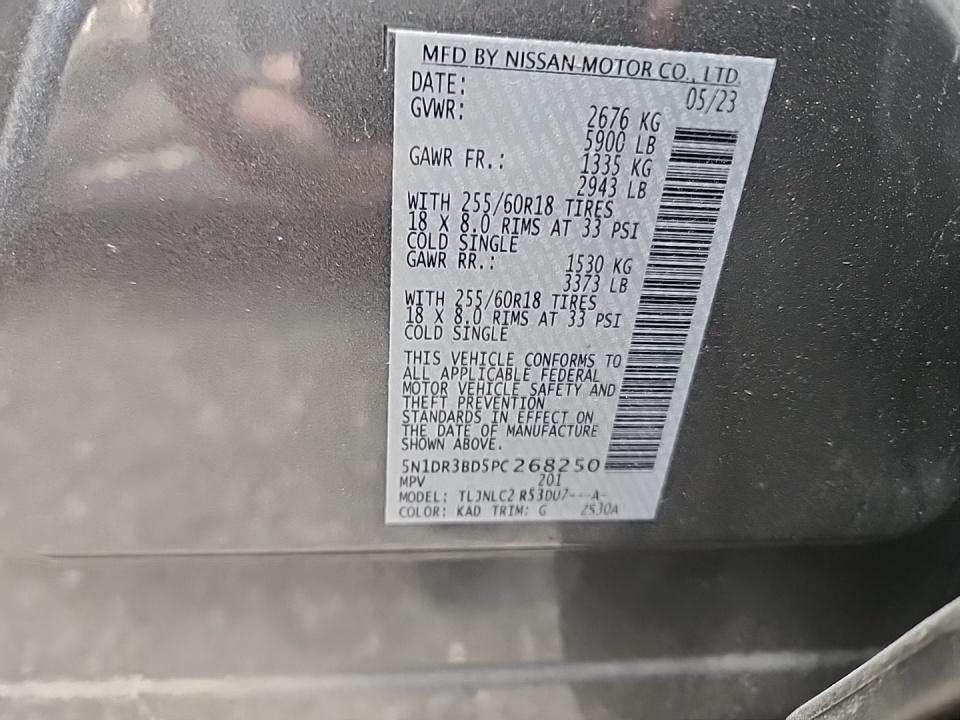 MFD BY NISSAN MOTOR CO., LTD.
DATE: 05/23
GVWR: 2676 KG
5900 LB
GAWR FR.: 1335 KG
2943 LB
WITH 255/60R18 TIRES
18 X 8.0 RIMS AT 33 PSI
COLD SINGLE
GAWR RR.: 1530 KG
3373 LB
WITH 255/60R18 TIRES
18 X 8.0 RIMS AT 33 PSI
COLD SINGLE
THIS VEHICLE CONFORMS TO
ALL APPLICABLE FEDERAL
MOTOR VEHICLE SAFETY AND
THEFT PREVENTION
STANDARDS IN EFFECT ON
THE DATE OF MANUFACTURE
SHOWN ABOVE.
5N1DR3BD5PC268250
MPV 201
MODEL: TLJNLC2 R53DU7---A-
COLOR: KAD TRIM: G 2530A